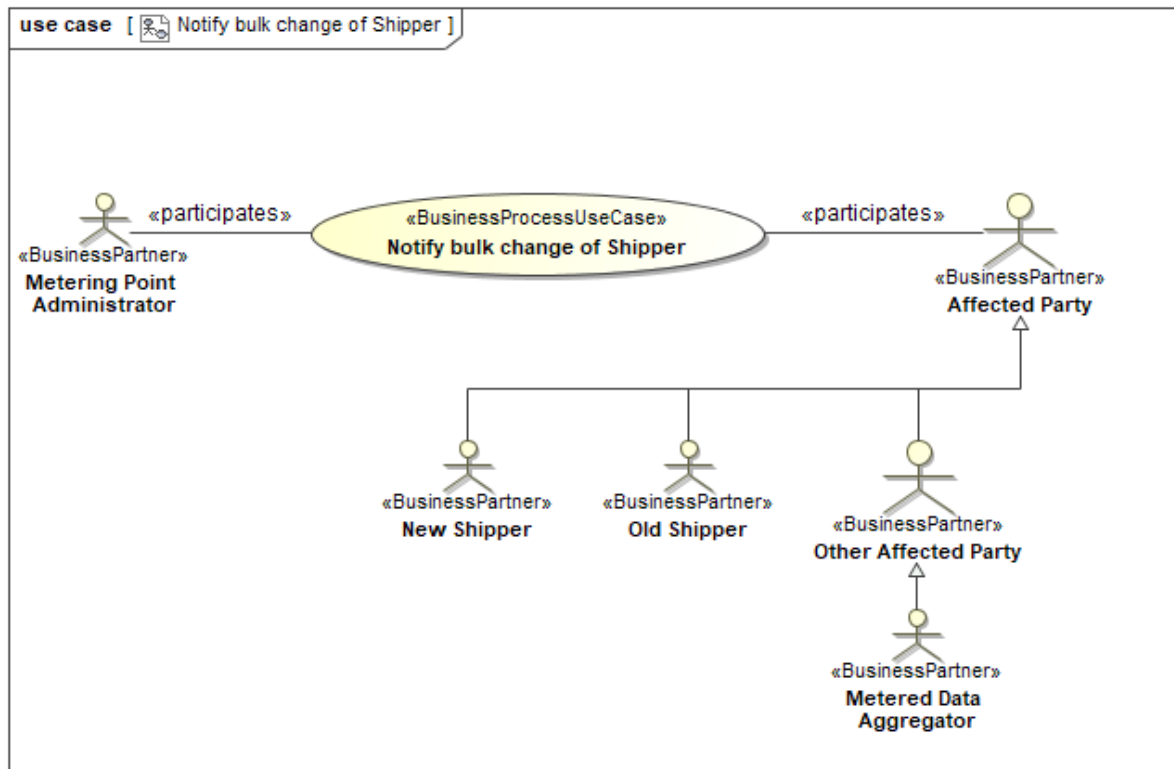 use case [ Notify bulk change of Shipper ]
«participates»
«BusinessProcessUseCase»
Notify bulk change of Shipper
«participates»
«BusinessPartner»
Metering Point
Administrator
«BusinessPartner»
Affected Party
«BusinessPartner»
New Shipper
«BusinessPartner»
Old Shipper
«BusinessPartner»
Other Affected Party
«BusinessPartner»
Metered Data
Aggregator